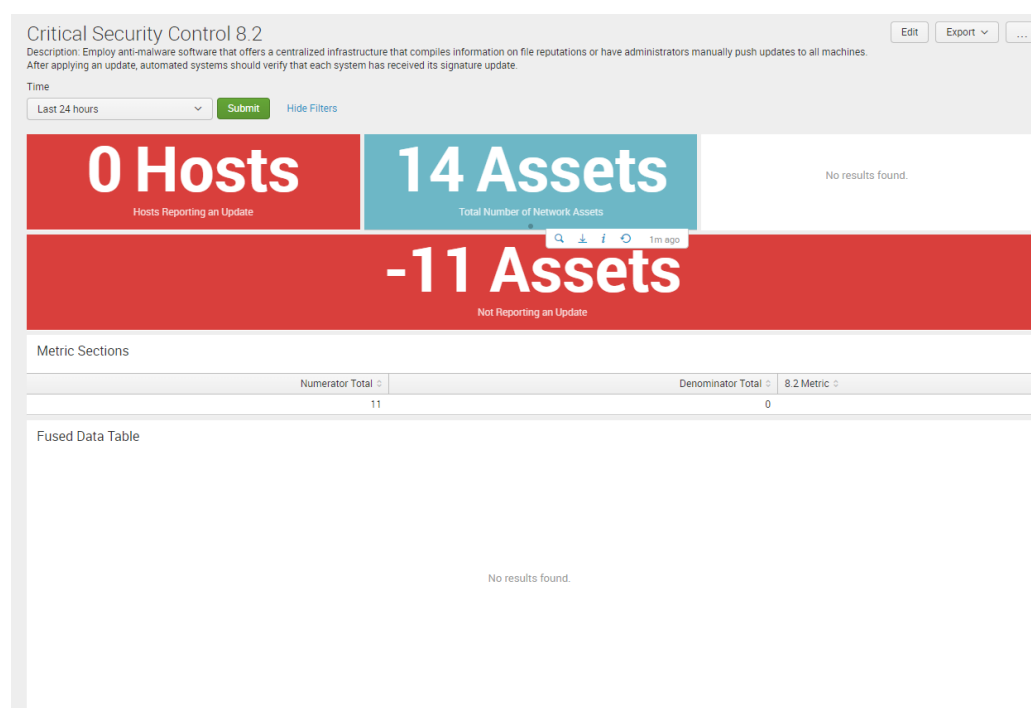 Critical Security Control 8.2
Edit
Export
...
Description: Employ anti-malware software that offers a centralized infrastructure that compiles information on file reputations or have administrators manually push updates to all machines.
After applying an update, automated systems should verify that each system has received its signature update.
Time
Last 24 hours
Submit
Hide Filters
0 Hosts
Hosts Reporting an Update
14 Assets
Total Number of Network Assets
No results found.
1m ago
-11 Assets
Not Reporting an Update
Metric Sections
Numerator Total
Denominator Total
8.2 Metric
11
0
Fused Data Table
No results found.